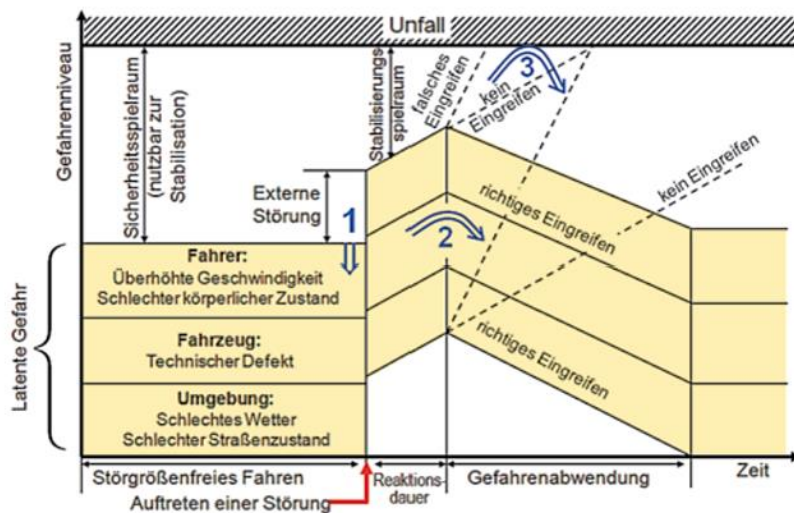 Unfall
Gefahrenniveau
Sicherheitsspielraum
(nutzbar zur
Stabilisation)
Stabilisierungs
spielraum
falsches
Eingreifen
kein
Eingreifen
3
kein Eingreifen
Externe
Störung
1
2
richtiges Eingreifen
richtiges Eingreifen
Latente Gefahr
Fahrer:
Überhöhte Geschwindigkeit
Schlechter körperlicher Zustand
Fahrzeug:
Technischer Defekt
Umgebung:
Schlechtes Wetter
Schlechter Straßenzustand
Störgrößenfreies Fahren
Reaktions-
dauer
Gefahrenabwendung
Zeit
Auftreten einer Störung